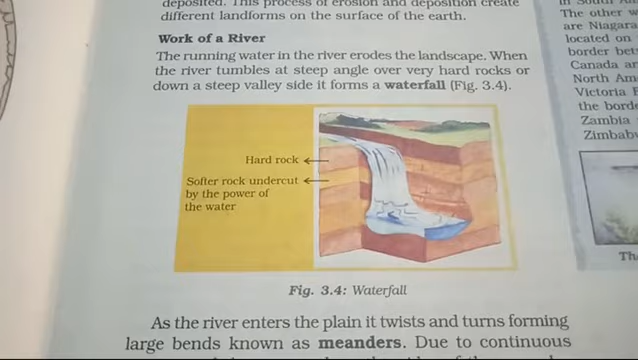 deposited. This process of erosion and deposition create
different landforms on the surface of the earth.
Work of a River
The running water in the river erodes the landscape. When
the river tumbles at steep angle over very hard rocks or
down a steep valley side it forms a waterfall (Fig. 3.4).
Hard rock
Softer rock undercut
by the power of
the water
Fig. 3.4: Waterfall
As the river enters the plain it twists and turns forming
large bends known as meanders. Due to continuous
The other w
are Niagara
located on
border bet
Canada an
North Am
Victoria F
the borde
Zambia
Zimbab
Th